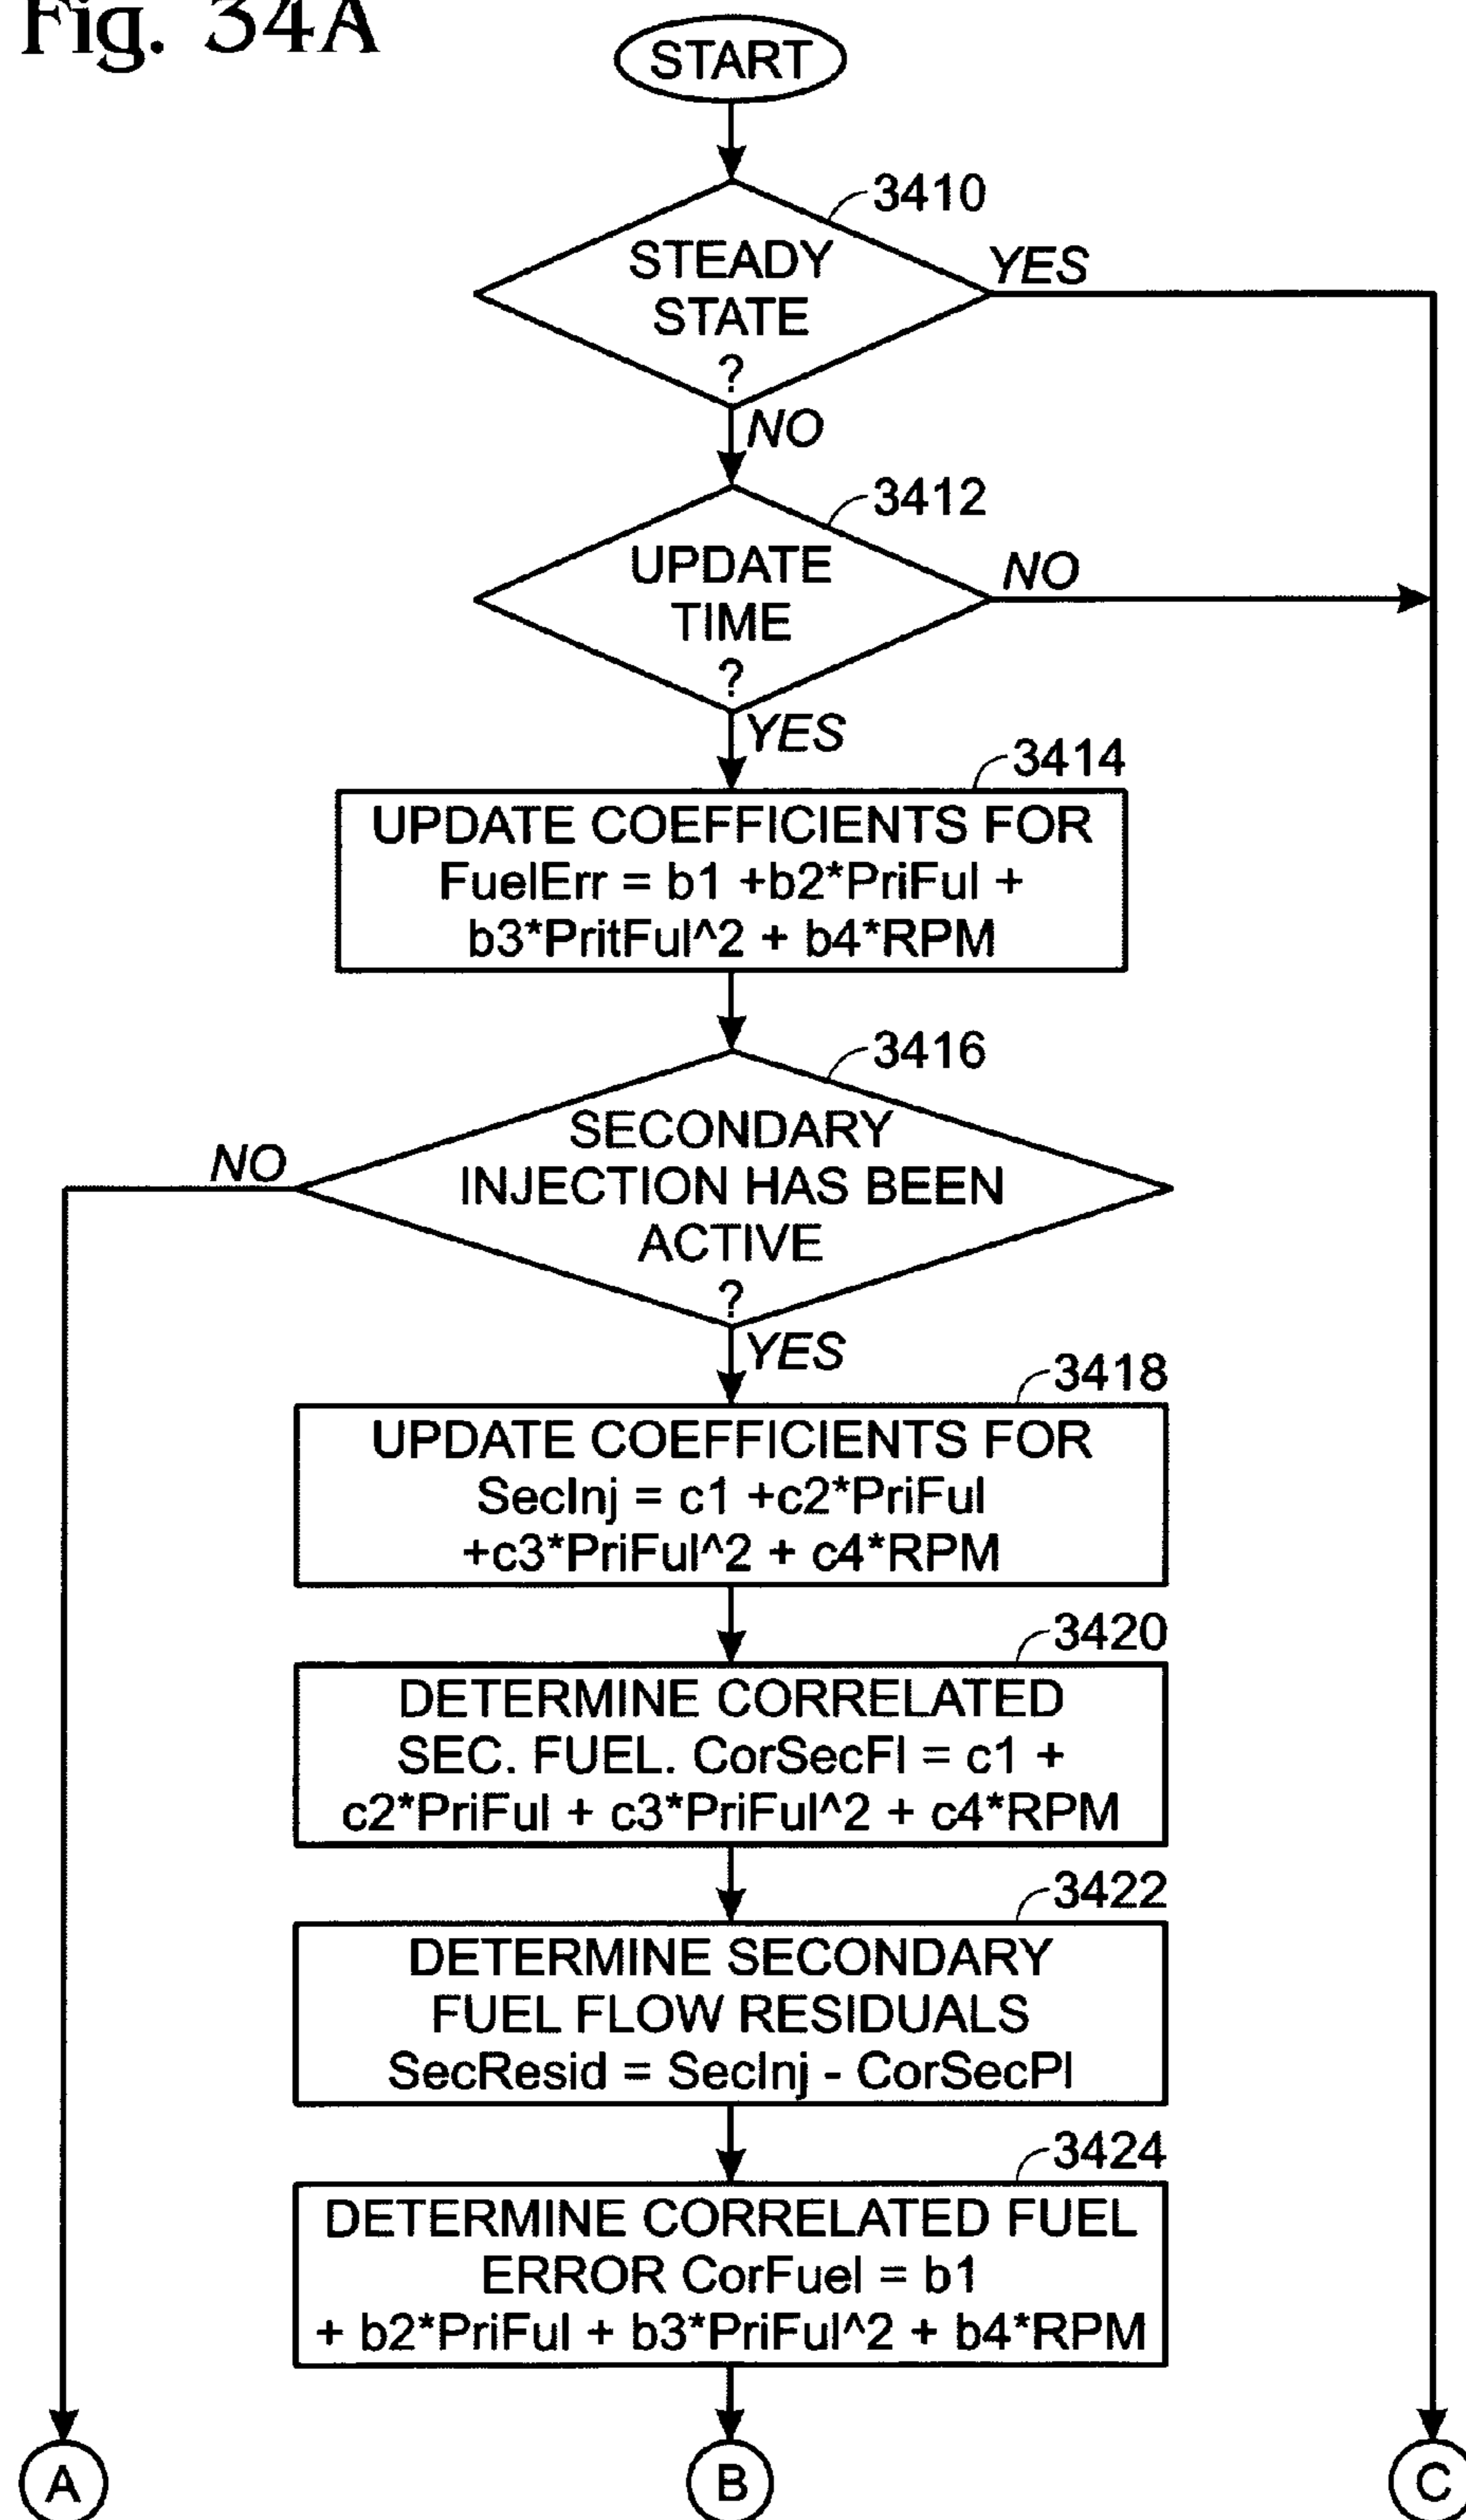 Fig. 34A
START
3410
STEADY
STATE
?
YES
NO
3412
UPDATE
TIME
?
NO
YES
3414
UPDATE COEFFICIENTS FOR
FuelErr = b1 +b2*PriFul +
b3*PritFul^2 + b4*RPM
3416
SECONDARY
INJECTION HAS BEEN
ACTIVE
?
NO
YES
3418
UPDATE COEFFICIENTS FOR
SecInj = c1 +c2*PriFul
+c3*PriFul^2 + c4*RPM
3420
DETERMINE CORRELATED
SEC. FUEL. CorSecFl = c1 +
c2*PriFul + c3*PriFul^2 + c4*RPM
3422
DETERMINE SECONDARY
FUEL FLOW RESIDUALS
SecResid = SecInj - CorSecPl
3424
DETERMINE CORRELATED FUEL
ERROR CorFuel = b1
+ b2*PriFul + b3*PriFul^2 + b4*RPM
A
B
C